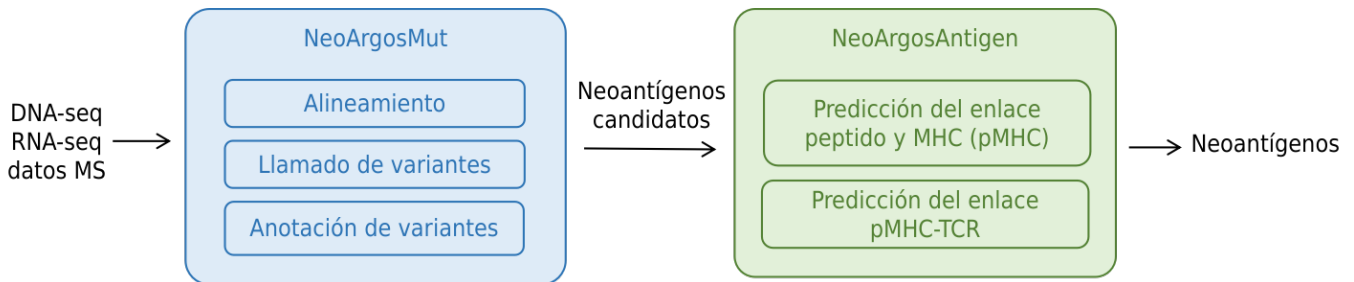 DNA-seq
RNA-seq
datos MS
NeoArgosMut
Alineamiento
Llamado de variantes
Anotación de variantes
Neoantígenos
candidatos
NeoArgosAntigen
Predicción del enlace
peptido y MHC (pMHC)
Predicción del enlace
pMHC-TCR
Neoantígenos